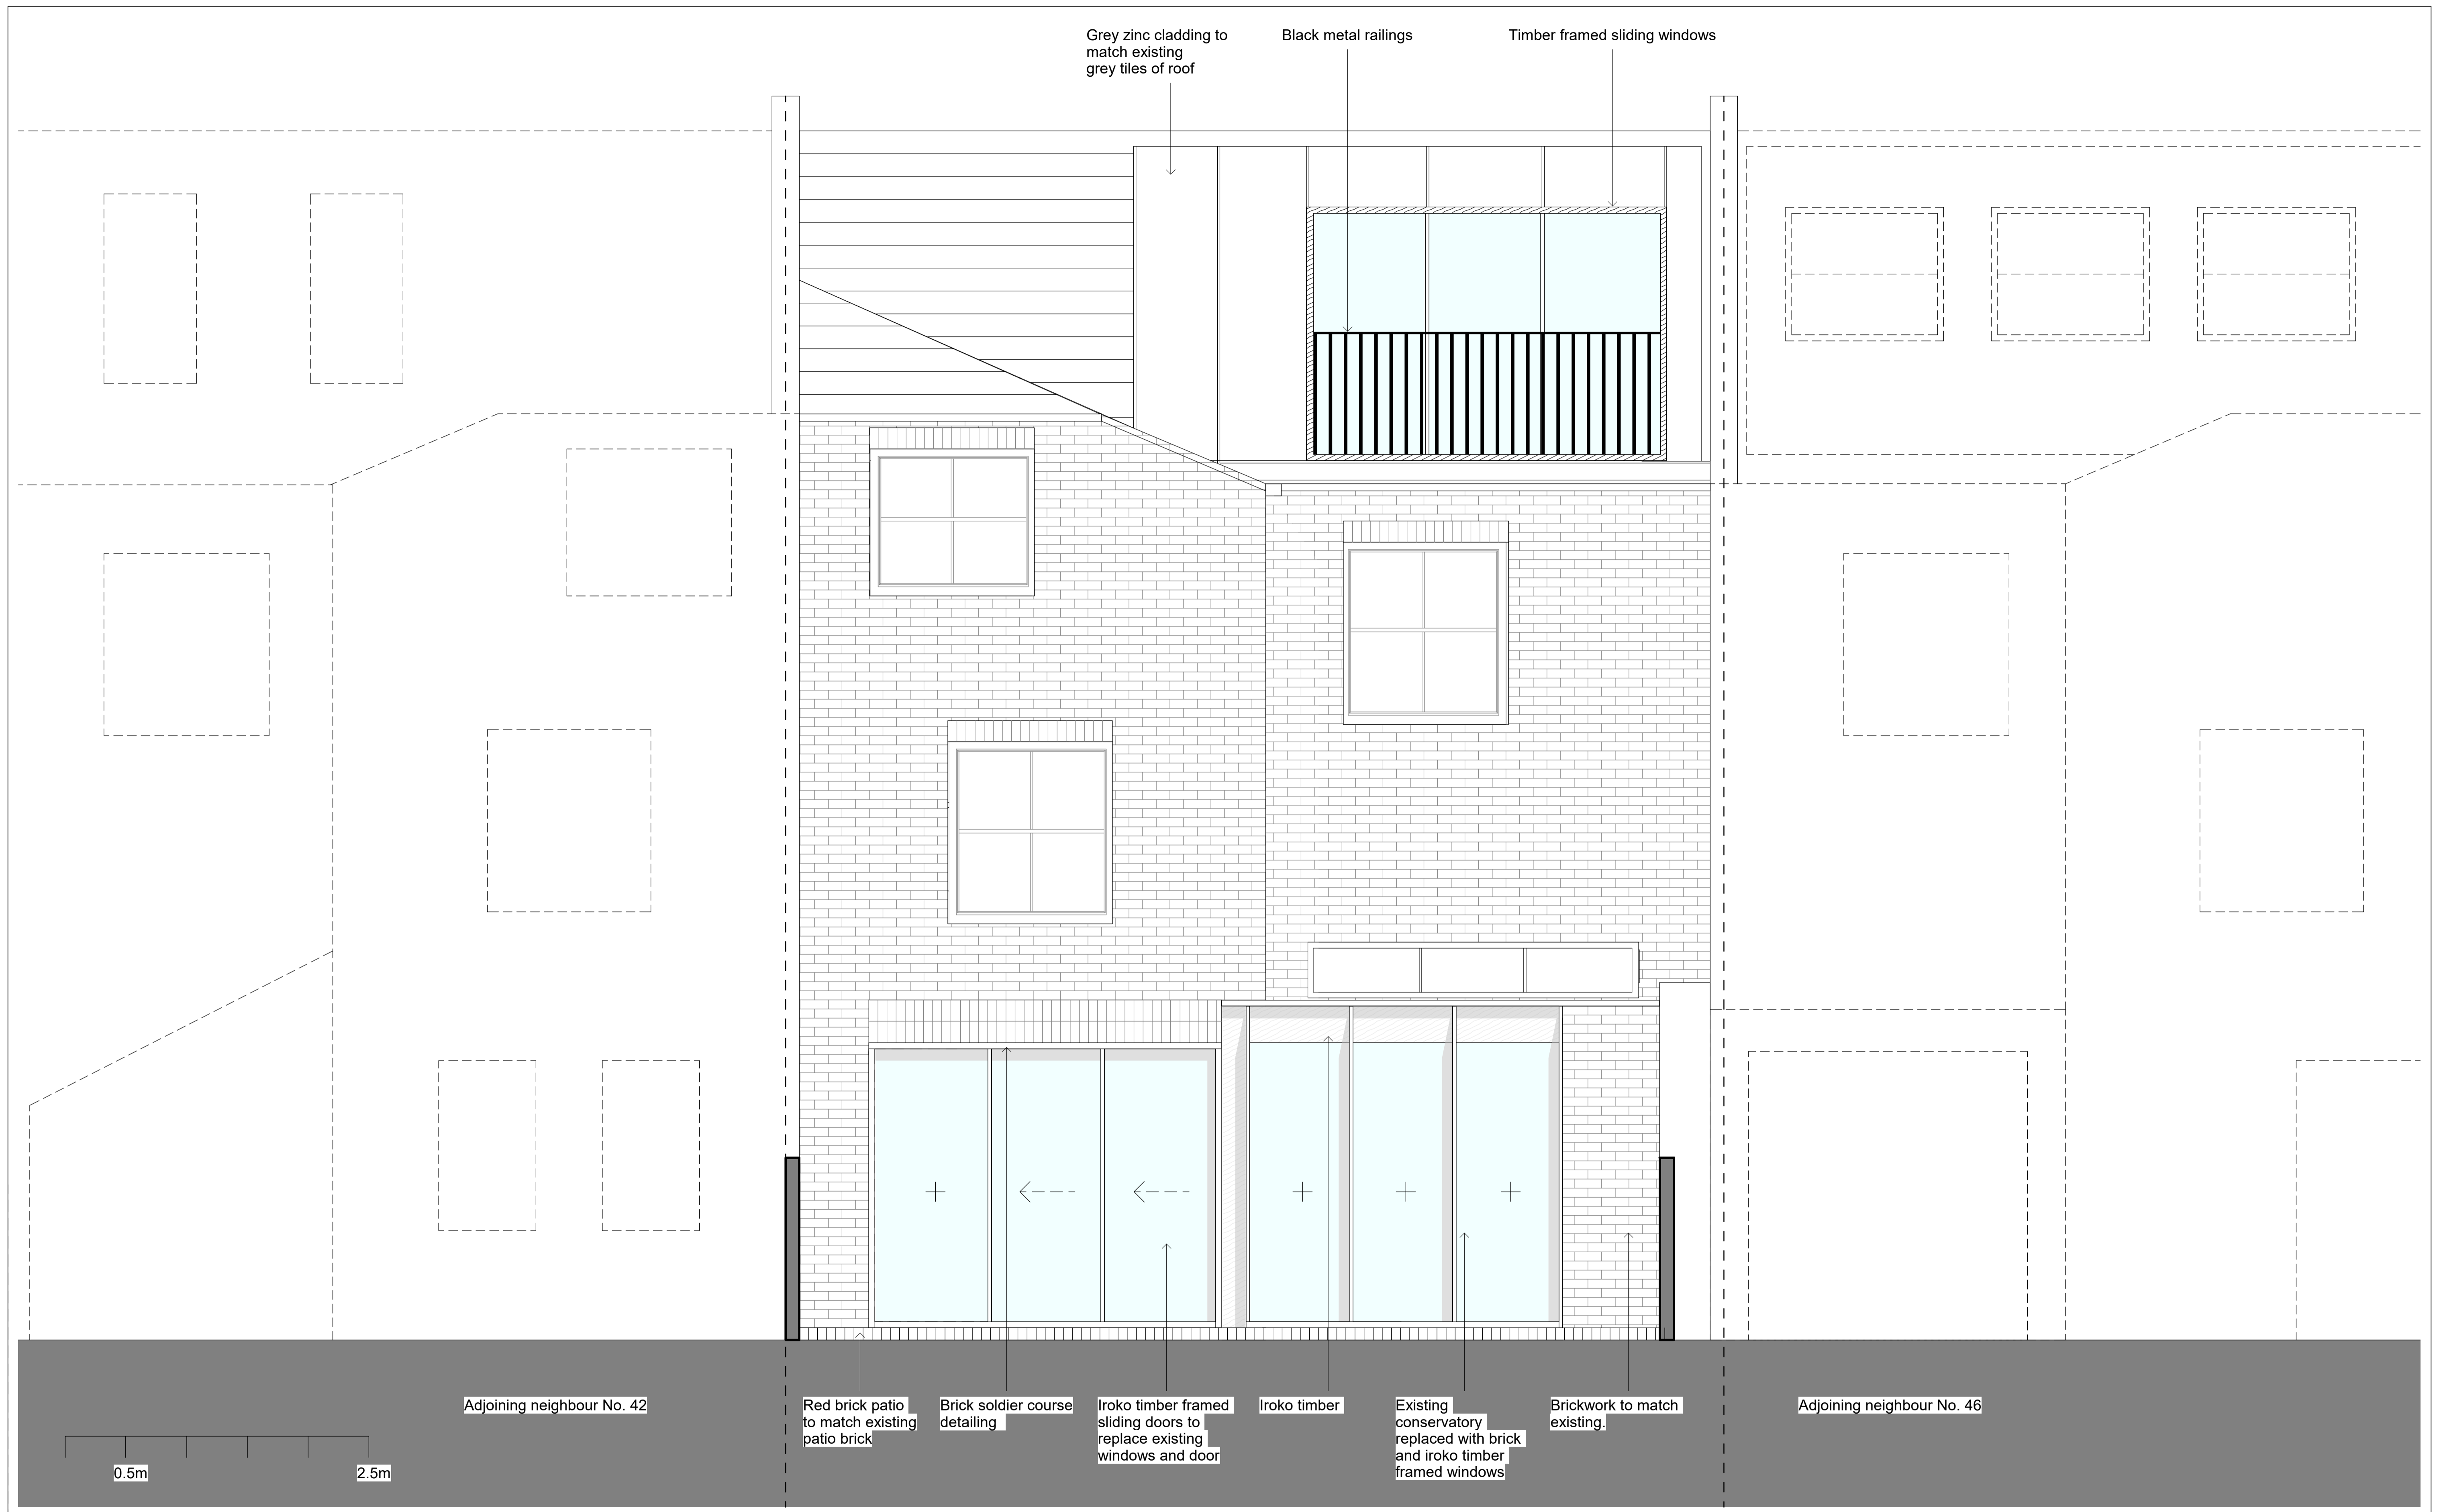 Grey zinc cladding to
match existing
grey tiles of roof
Black metal railings
Timber framed sliding windows
Adjoining neighbour No. 42
Red brick patio
to match existing
patio brick
Brick soldier course
detailing
Iroko timber framed
sliding doors to
replace existing
windows and door
Iroko timber
Existing
conservatory
replaced with brick
and iroko timber
framed windows
Brickwork to match
existing.
Adjoining neighbour No. 46
0.5m
2.5m